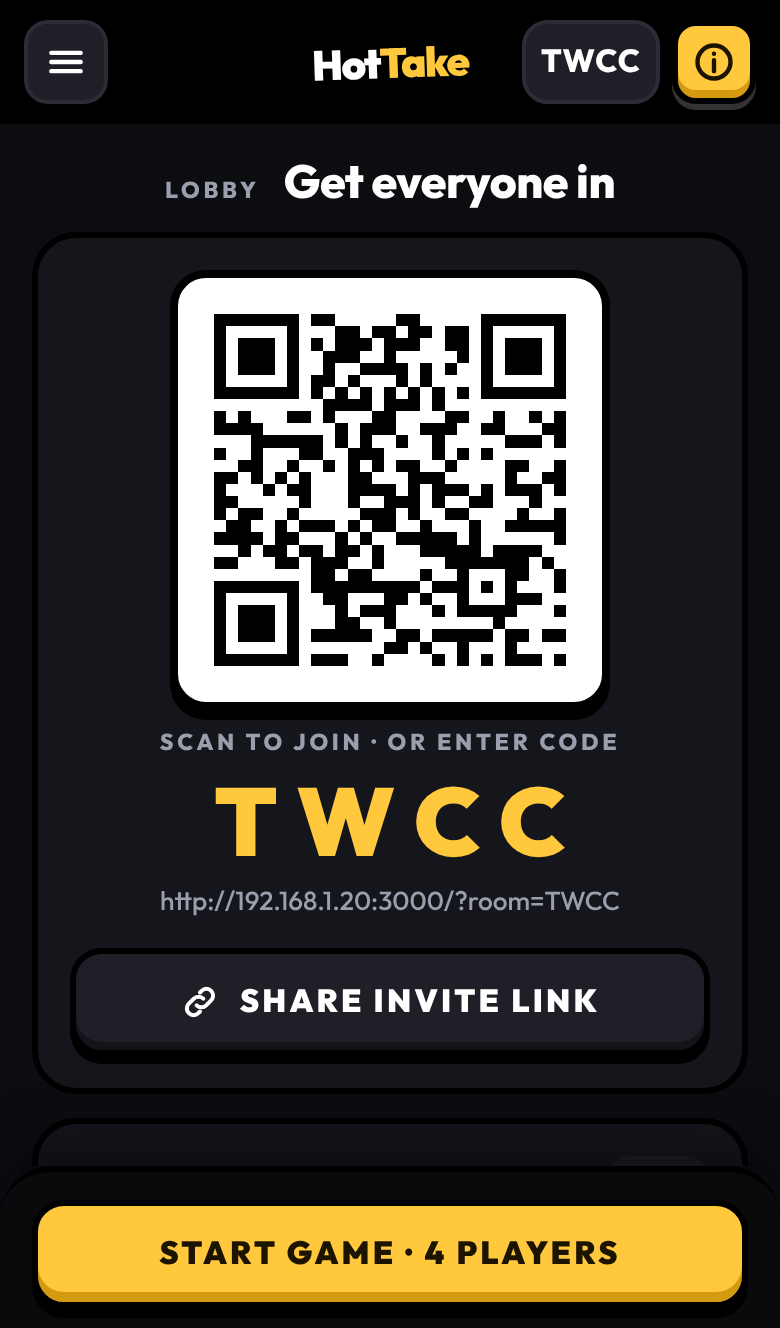 HotTake
TWCC
LOBBY Get everyone in
SCAN TO JOIN · OR ENTER CODE
TWCC
http://192.168.1.20:3000/?room=TWCC
SHARE INVITE LINK
START GAME · 4 PLAYERS